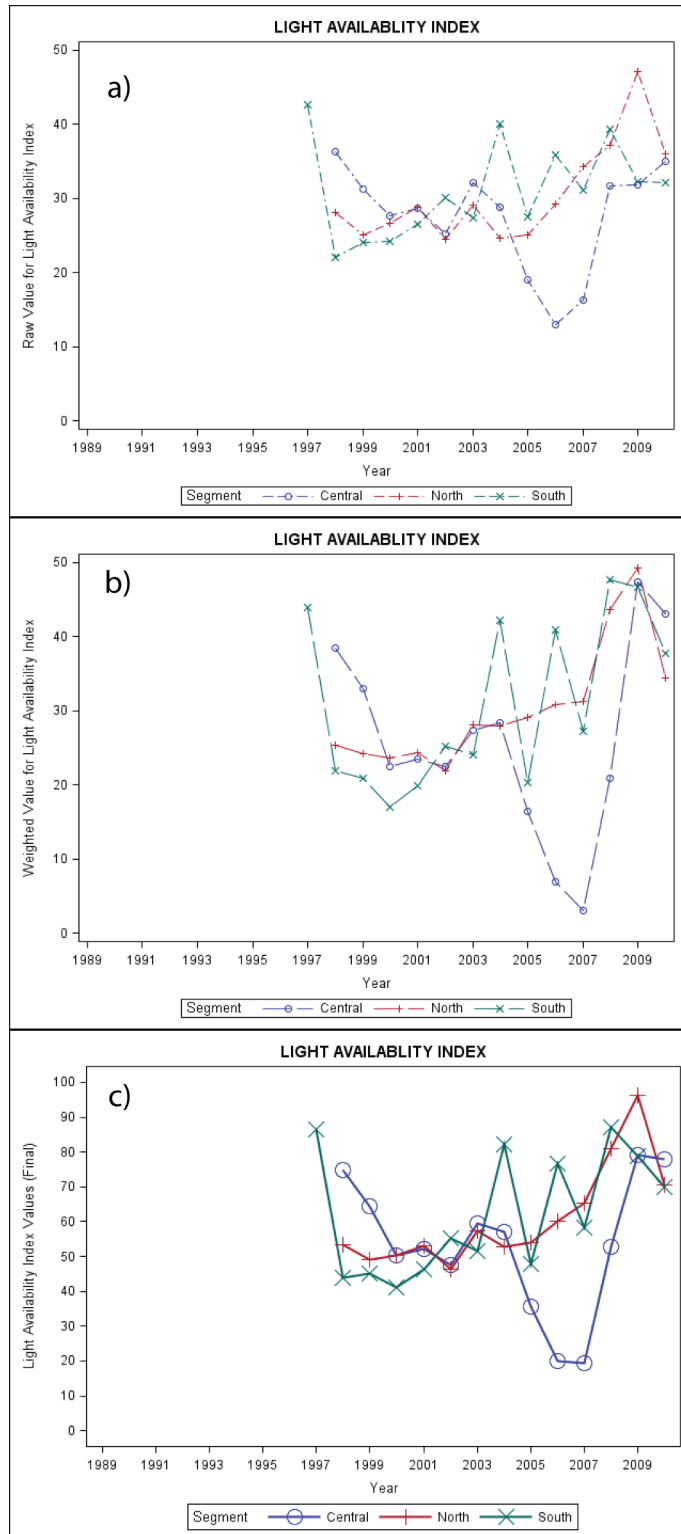 LIGHT AVAILABLITY INDEX
a)
50
40
30
20
10
0
Raw Value for Light Availability Index
1989 1991 1993 1995 1997 1999 2001 2003 2005 2007 2009
Year
Segment Central North South
LIGHT AVAILABLITY INDEX
b)
50
40
30
20
10
0
Weighted Value for Light Availability Index
1989 1991 1993 1995 1997 1999 2001 2003 2005 2007 2009
Year
Segment Central North South
LIGHT AVAILABLITY INDEX
c)
100
90
80
70
60
50
40
30
20
10
0
Light Availability Index Values (Final)
1989 1991 1993 1995 1997 1999 2001 2003 2005 2007 2009
Year
Segment Central North South